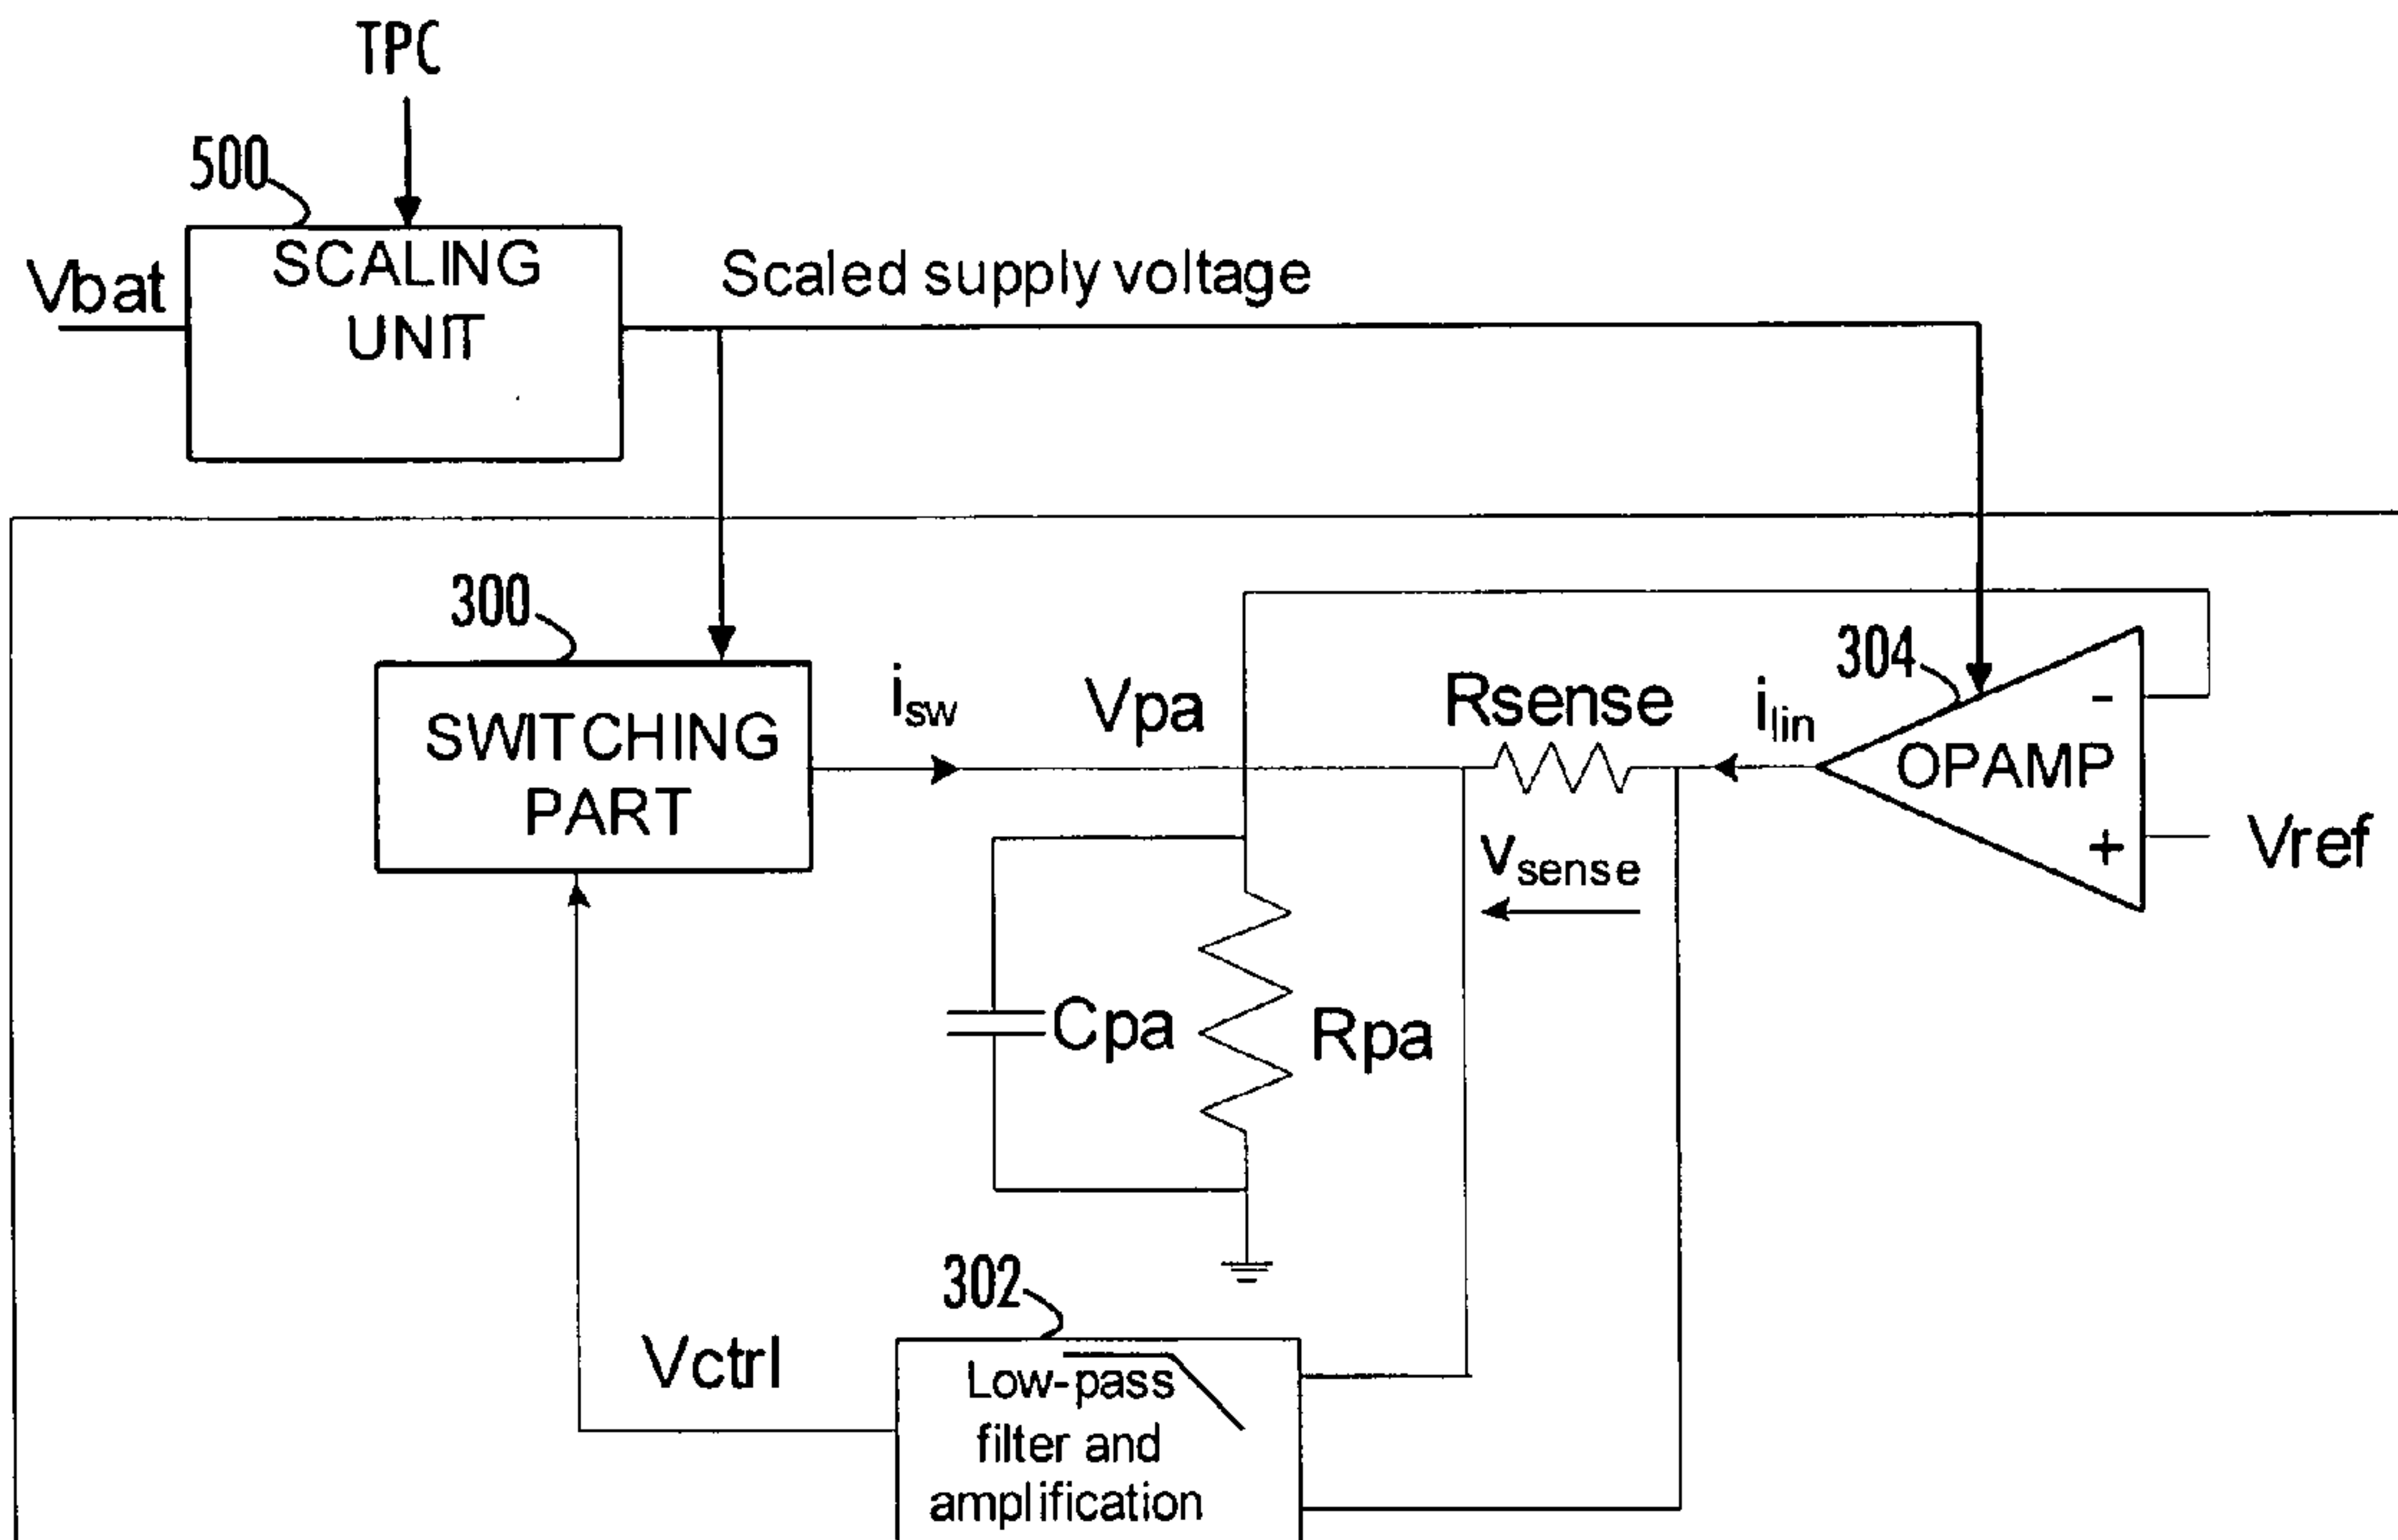 TPC
500
Vbat
SCALING
UNIT
Scaled supply voltage
300
SWITCHING
PART
isw
Vpa
Rsense
ilin
304
-
OPAMP
+
Vref
vsense
Cpa
Rpa
302
Vctrl
Low-pass
filter and
amplification